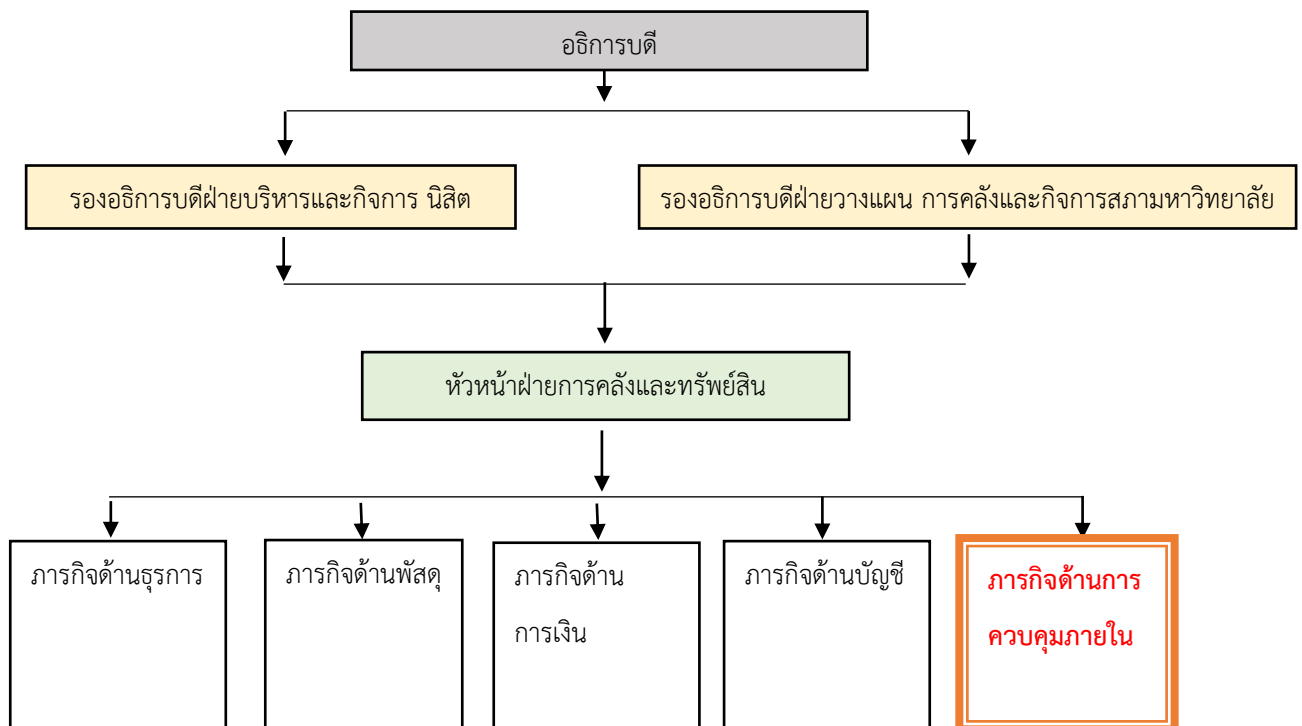 อธิการบดี
รองอธิการบดีฝ่ายบริหารและกิจการ นิสิต
รองอธิการบดีฝ่ายวางแผน การคลังและกิจการสภามหาวิทยาลัย
หัวหน้าฝ่ายการคลังและทรัพย์สิน
ภารกิจด้านธุรการ
ภารกิจด้านพัสดุ
ภารกิจด้าน
การเงิน
ภารกิจด้านบัญชี
ภารกิจด้านการ
ควบคุมภายใน